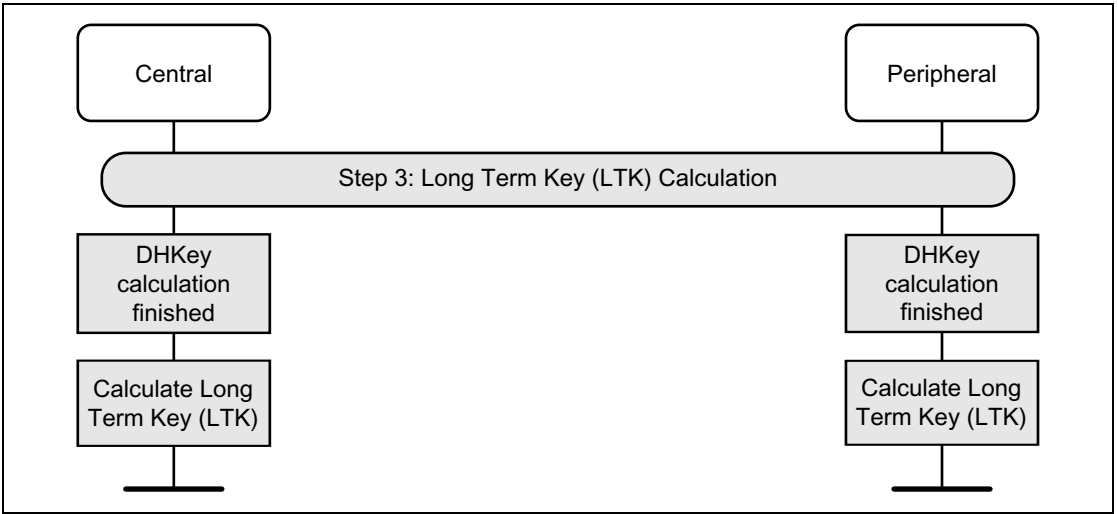 Central
Peripheral
Step 3: Long Term Key (LTK) Calculation
DHKey
calculation
finished
DHKey
calculation
finished
Calculate Long
Term Key (LTK)
Calculate Long
Term Key (LTK)